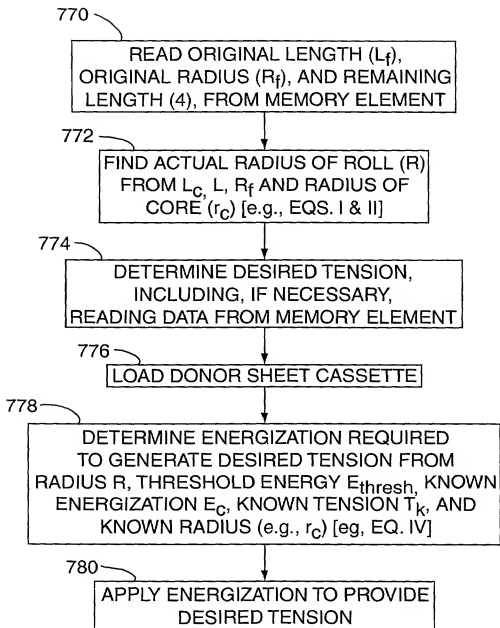 770
READ ORIGINAL LENGTH (Lf),
ORIGINAL RADIUS (Rf), AND REMAINING
LENGTH (4), FROM MEMORY ELEMENT
772
FIND ACTUAL RADIUS OF ROLL (R)
FROM Lc, L, Rf AND RADIUS OF
CORE (rc) [e.g., EQS. I & II]
774
DETERMINE DESIRED TENSION,
INCLUDING, IF NECESSARY,
READING DATA FROM MEMORY ELEMENT
776
LOAD DONOR SHEET CASSETTE
778
DETERMINE ENERGIZATION REQUIRED
TO GENERATE DESIRED TENSION FROM
RADIUS R, THRESHOLD ENERGY Ethresh, KNOWN
ENERGIZATION Ec, KNOWN TENSION Tk, AND
KNOWN RADIUS (e.g., rc) [eg, EQ. IV]
780
APPLY ENERGIZATION TO PROVIDE
DESIRED TENSION